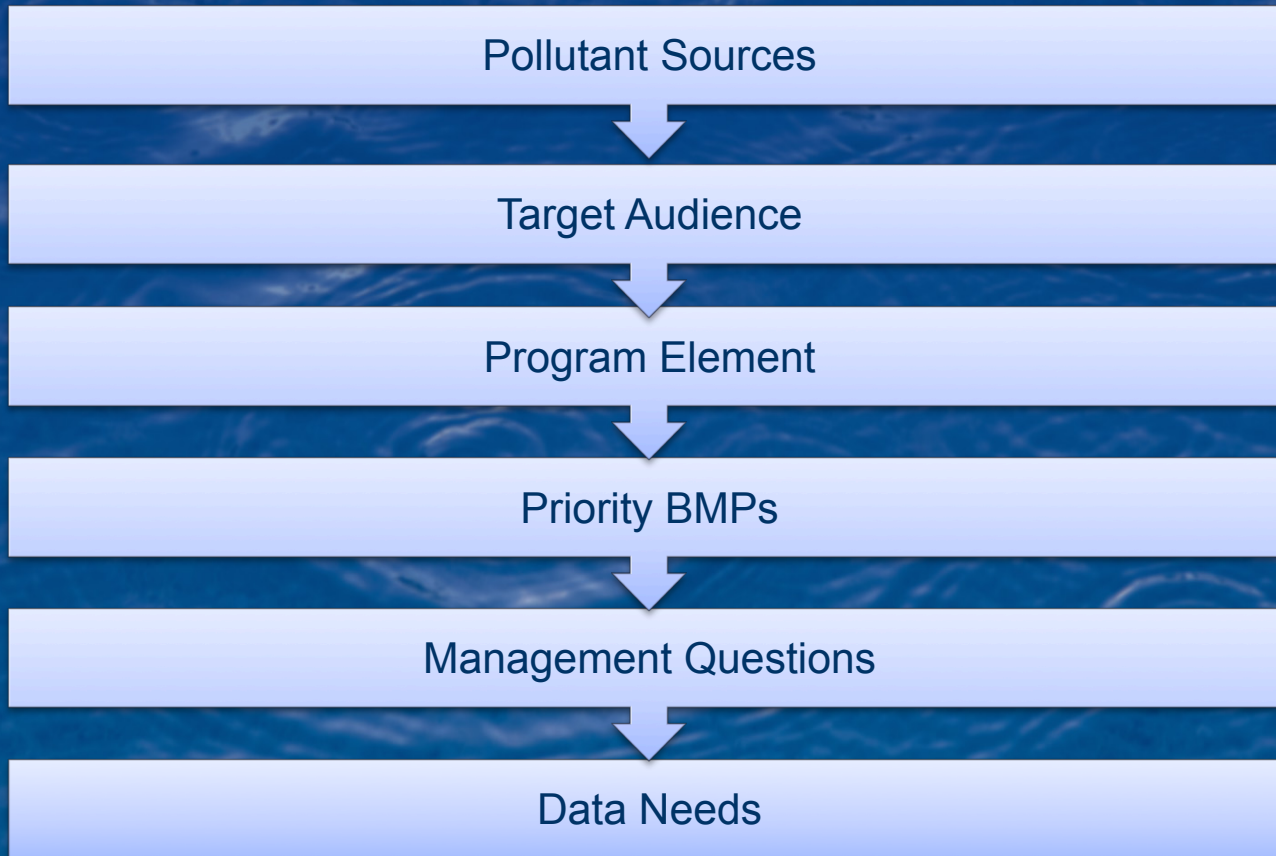 Pollutant Sources
Target Audience
Program Element
Priority BMPs
Management Questions
Data Needs